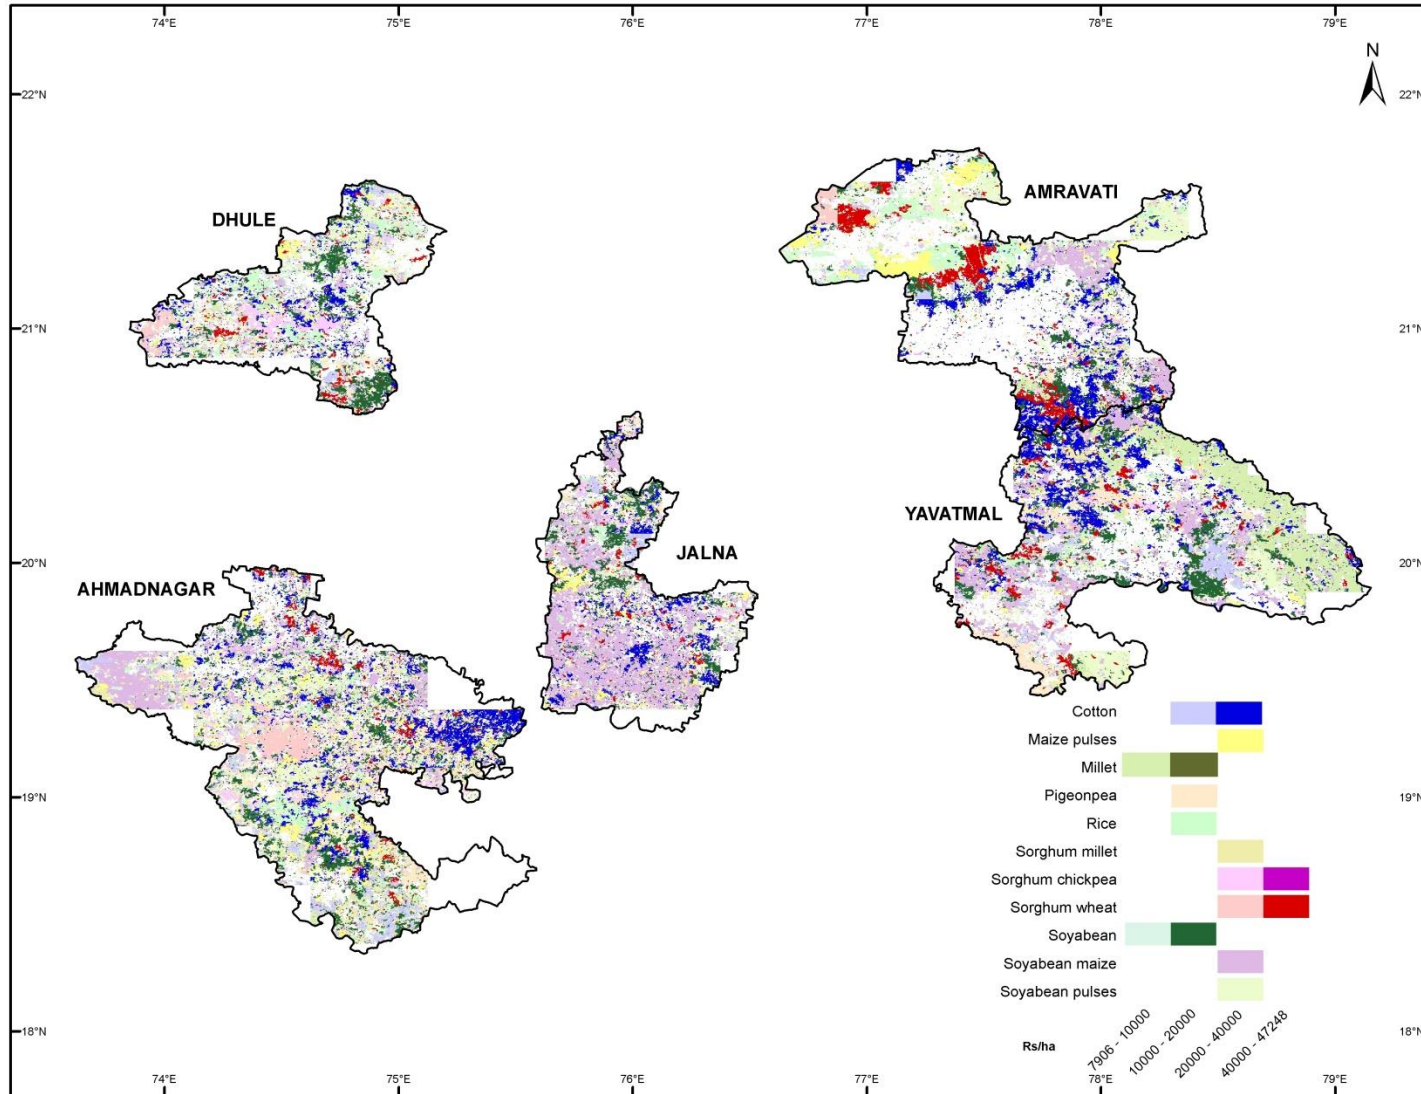 74°E 75°E 76°E 77°E 78°E 79°E
N
22°N 22°N
AMRAVATI
DHULE
21°N 21°N
YAVATMAL
JALNA
20°N 20°N
AHMADNAGAR
Cotton
Maize pulses
Millet
19°N 19°N
Pigeonpea
Rice
Sorghum millet
Sorghum chickpea
Sorghum wheat
Soyabean
Soyabean maize
Soyabean pulses
18°N 18°N
Rs/ha 7906 - 10000 10000 - 20000 20000 - 40000 40000 - 47248
74°E 75°E 76°E 77°E 78°E 79°E